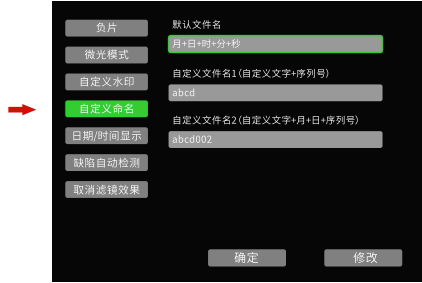 负片
微光模式
自定义水印
自定义命名
日期/时间显示
缺陷自动检测
取消滤镜效果
默认文件名
月+日+时+分+秒
自定义文件名1(自定义文字+序列号)
abcd
自定义文件名2(自定义文字+月+日+序列号)
abcd002
确定
修改